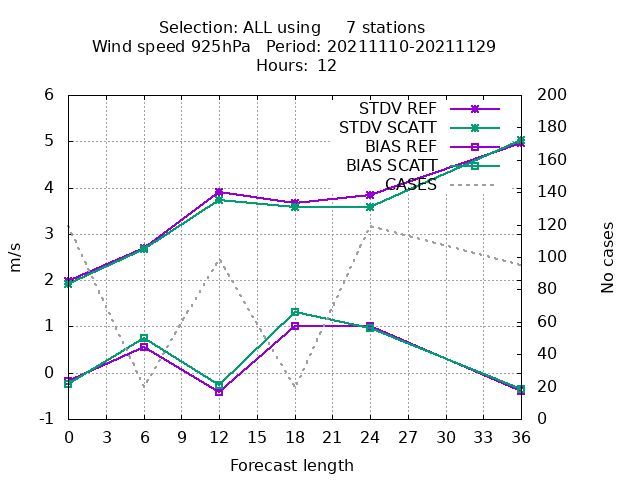 Selection: ALL using     7 stations
Wind speed 925hPa   Period: 20211110-20211129
Hours: 12
STDV REF
STDV SCATT
BIAS REF
BIAS SCATT
CASES
6
5
4
3
2
1
0
-1
m/s
200
180
160
140
120
100
80
60
40
20
0
No cases
0 3 6 9 12 15 18 21 24 27 30 33 36
Forecast length